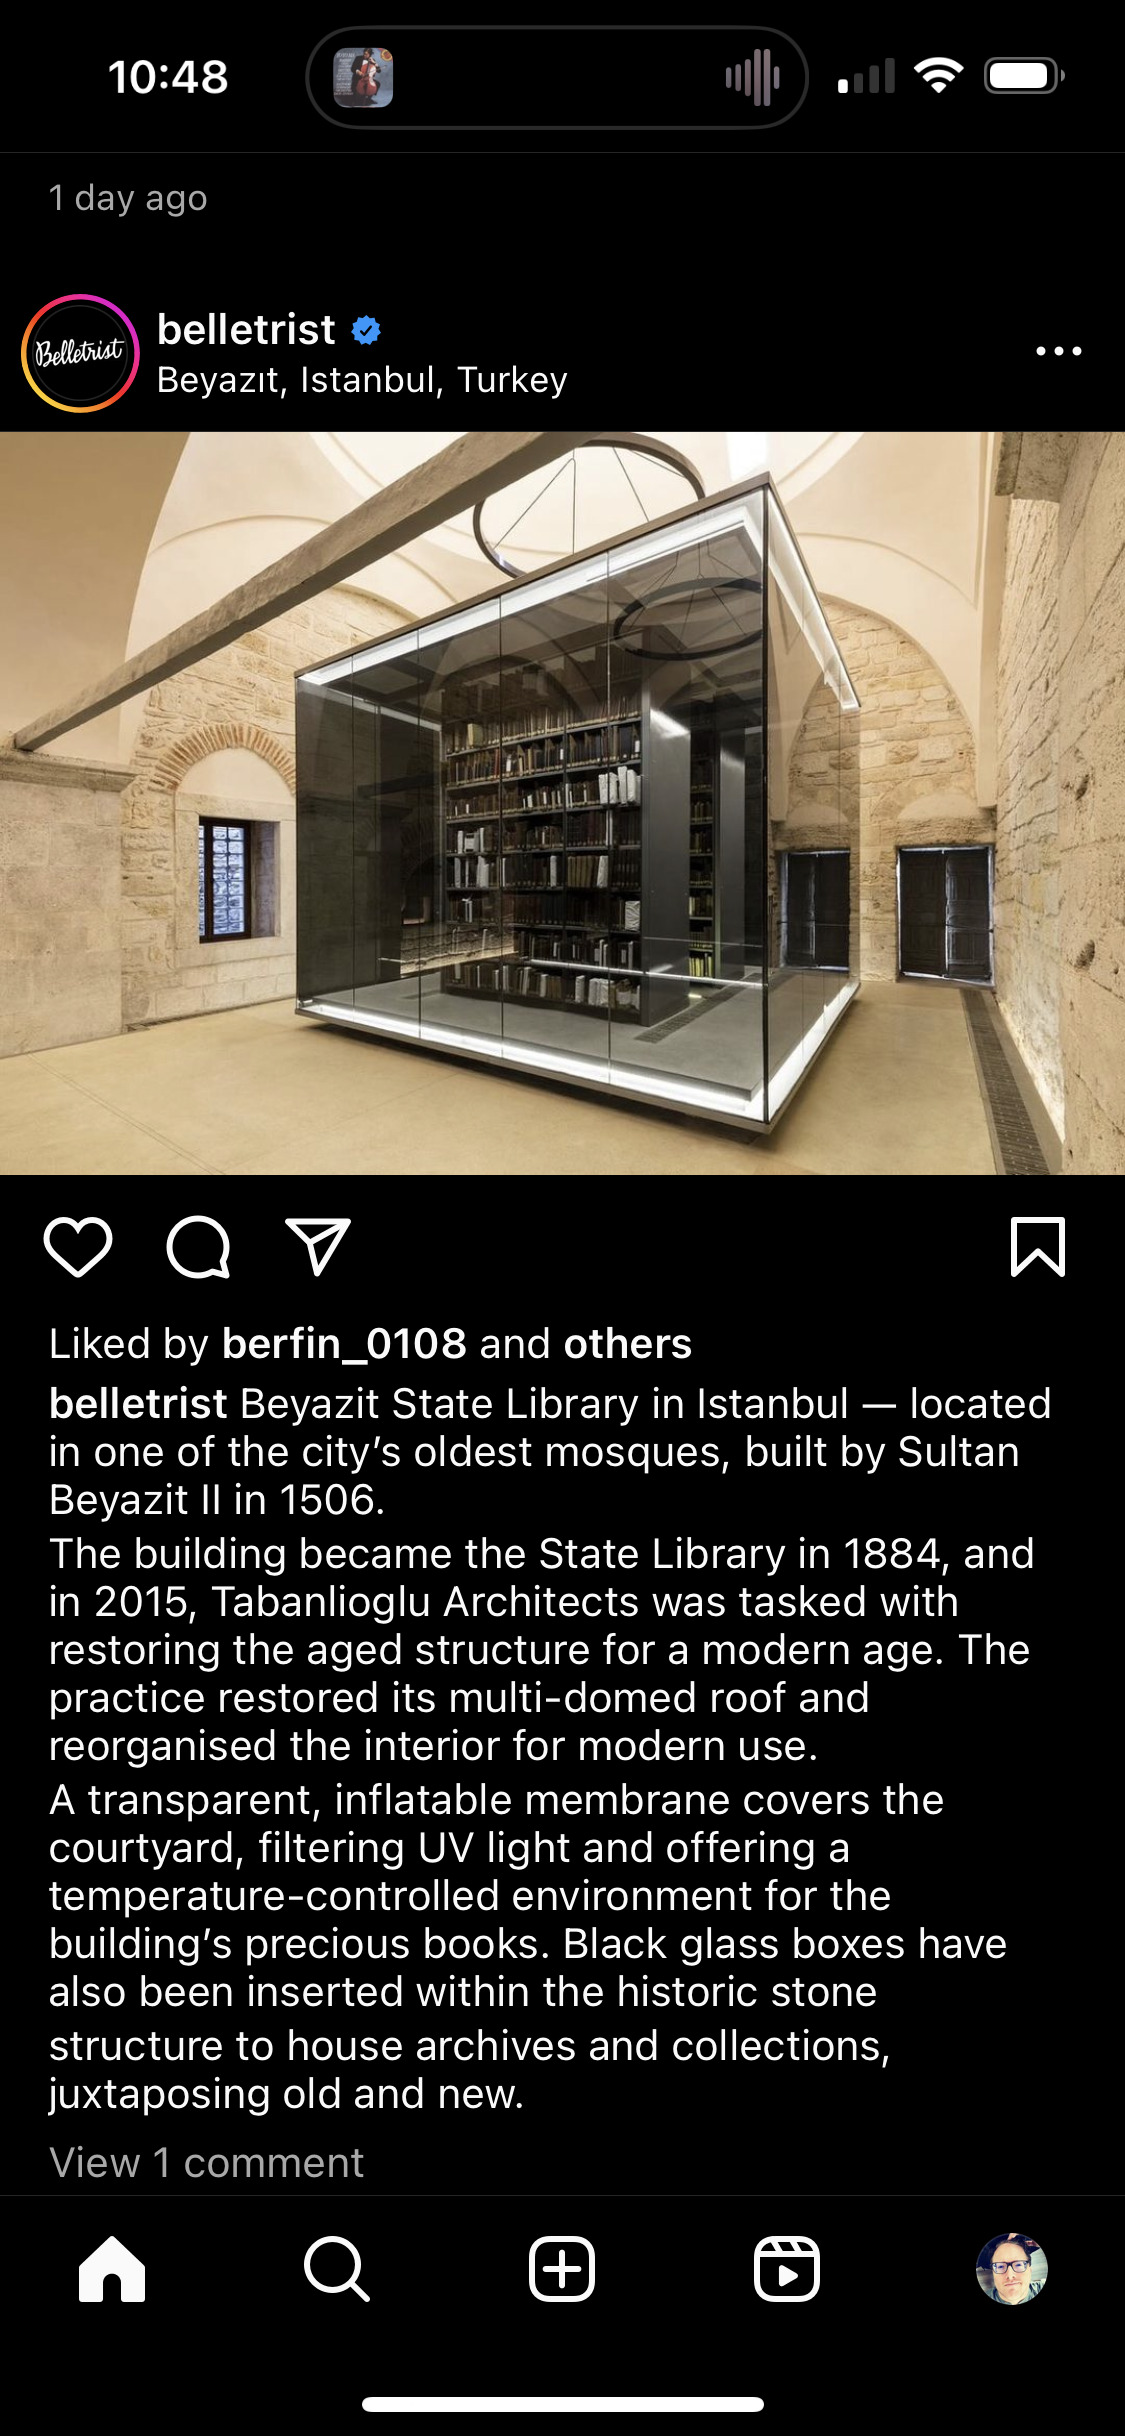 10:48
1 day ago
Belletrist
belletrist
Beyazıt, Istanbul, Turkey
Liked by berfin_0108 and others
belletrist Beyazit State Library in Istanbul — located
in one of the city’s oldest mosques, built by Sultan
Beyazit II in 1506.
The building became the State Library in 1884, and
in 2015, Tabanlioglu Architects was tasked with
restoring the aged structure for a modern age. The
practice restored its multi-domed roof and
reorganised the interior for modern use.
A transparent, inflatable membrane covers the
courtyard, filtering UV light and offering a
temperature-controlled environment for the
building’s precious books. Black glass boxes have
also been inserted within the historic stone
structure to house archives and collections,
juxtaposing old and new.
View 1 comment